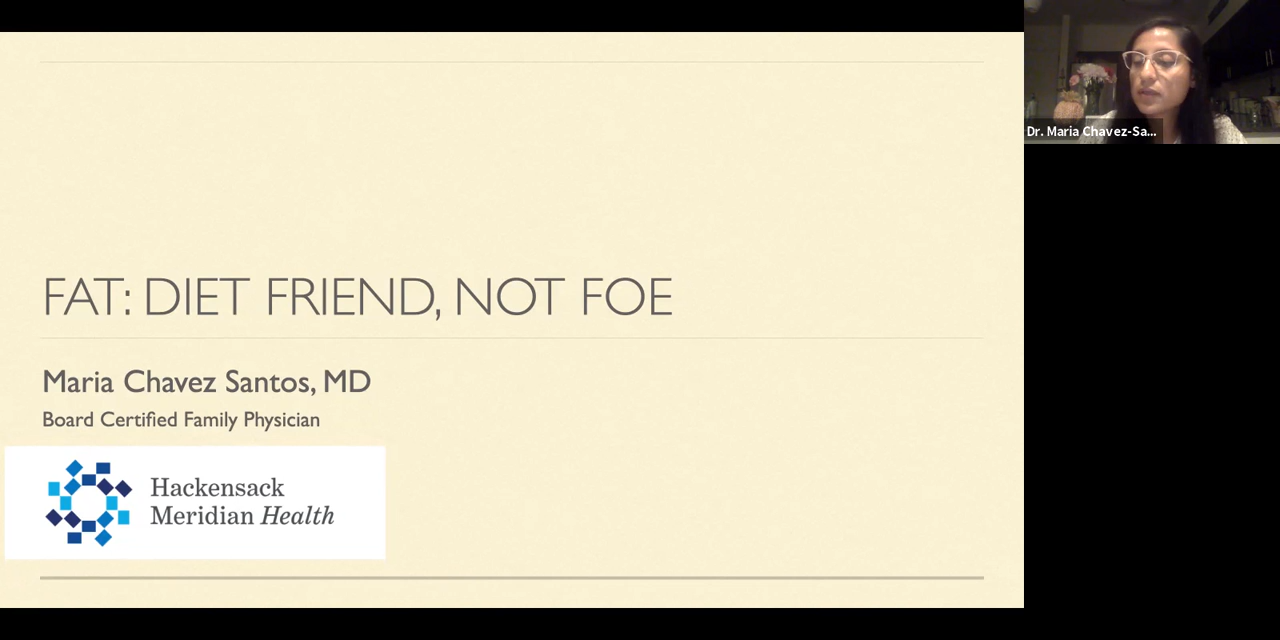 FAT: DIET FRIEND, NOT FOE
Maria Chavez Santos, MD
Board Certified Family Physician
Hackensack
Meridian Health
Dr. Maria Chavez-Sa...